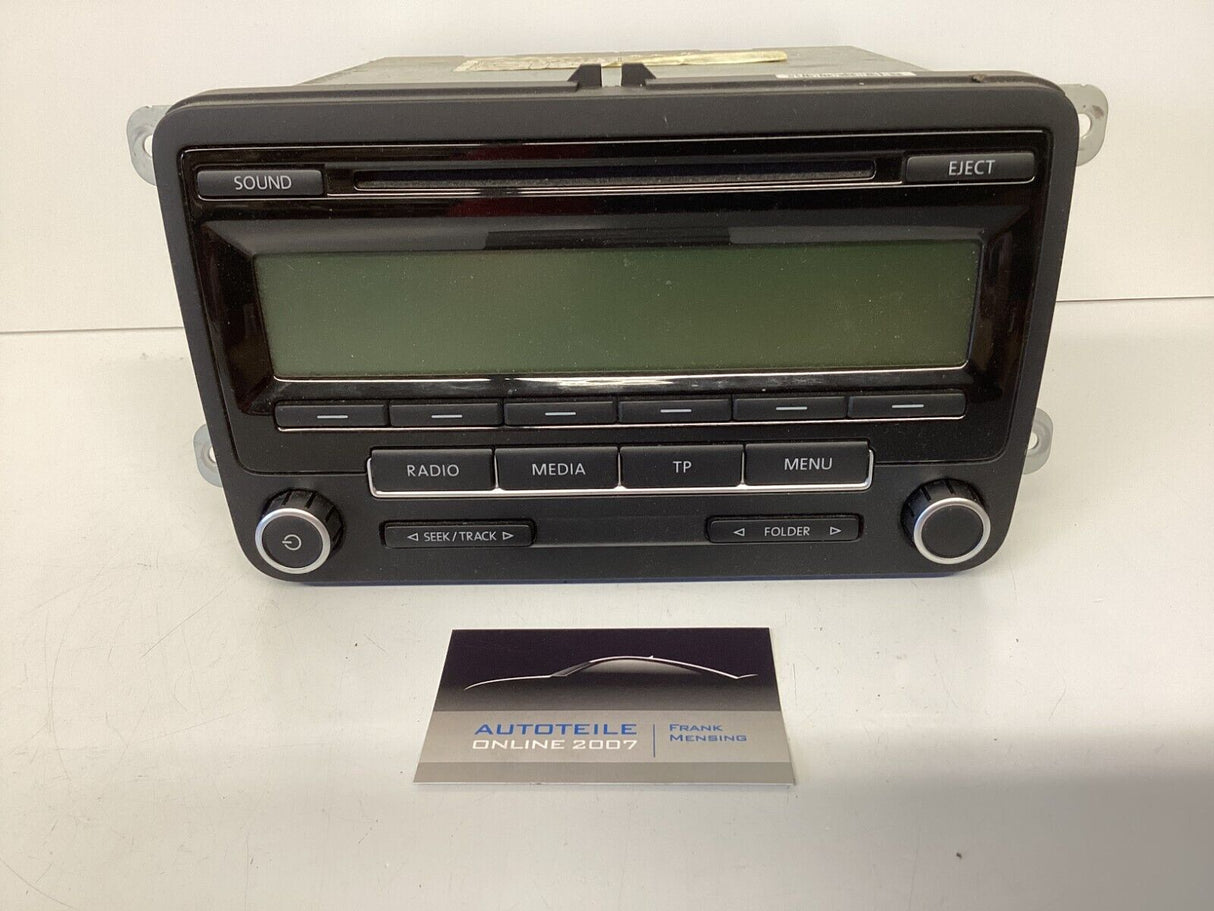 SOUND
EJECT
RADIO
MEDIA
TP
MENU
◁ SEEK/TRACK ▷
◁ FOLDER ▷
AUTOTEILE
ONLINE 2007
FRANK
MENSING